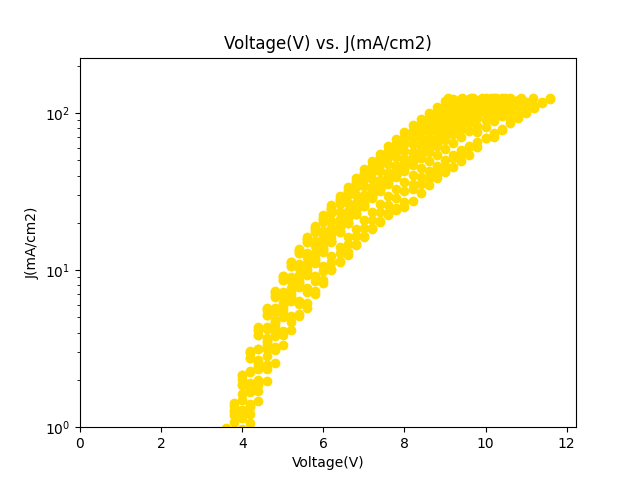 Voltage(V) vs. J(mA/cm2)
J(mA/cm2)
10²
10¹
10⁰
0 2 4 6 8 10 12
Voltage(V)